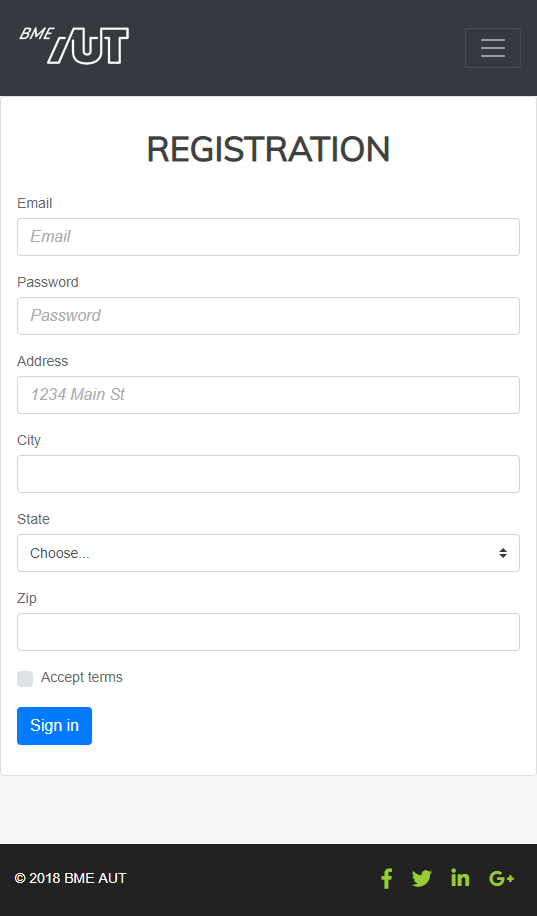 BME AUT
REGISTRATION
Email
Email
Password
Password
Address
1234 Main St
City
State
Choose...
Zip
Accept terms
Sign in
© 2018 BME AUT